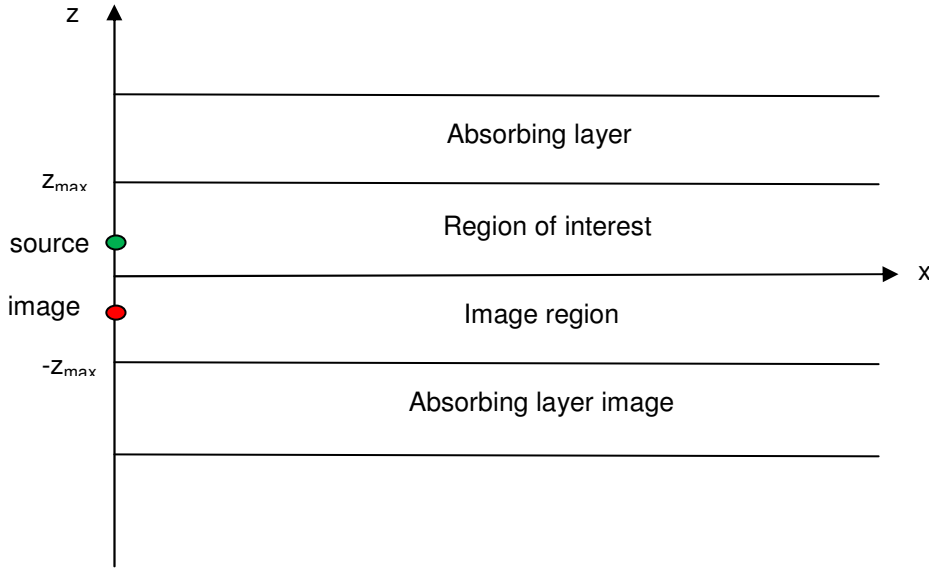 z
Absorbing layer
zmax
Region of interest
source
x
image
Image region
-zmax
Absorbing layer image